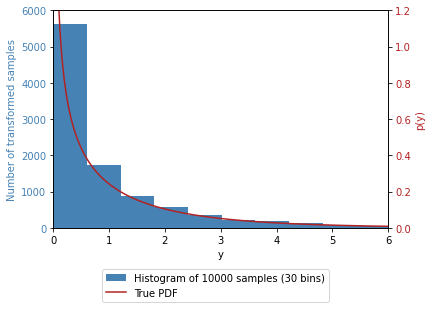 6000
5000
4000
3000
2000
1000
0
Number of transformed samples
1.2
1.0
0.8
0.6
0.4
0.2
0.0
p(y)
0 1 2 3 4 5 6
y
Histogram of 10000 samples (30 bins)
True PDF